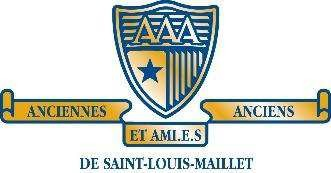 AAA
ANCIENNES ANCIENS
ET AMI.E.S
DE SAINT-LOUIS-MAILLET